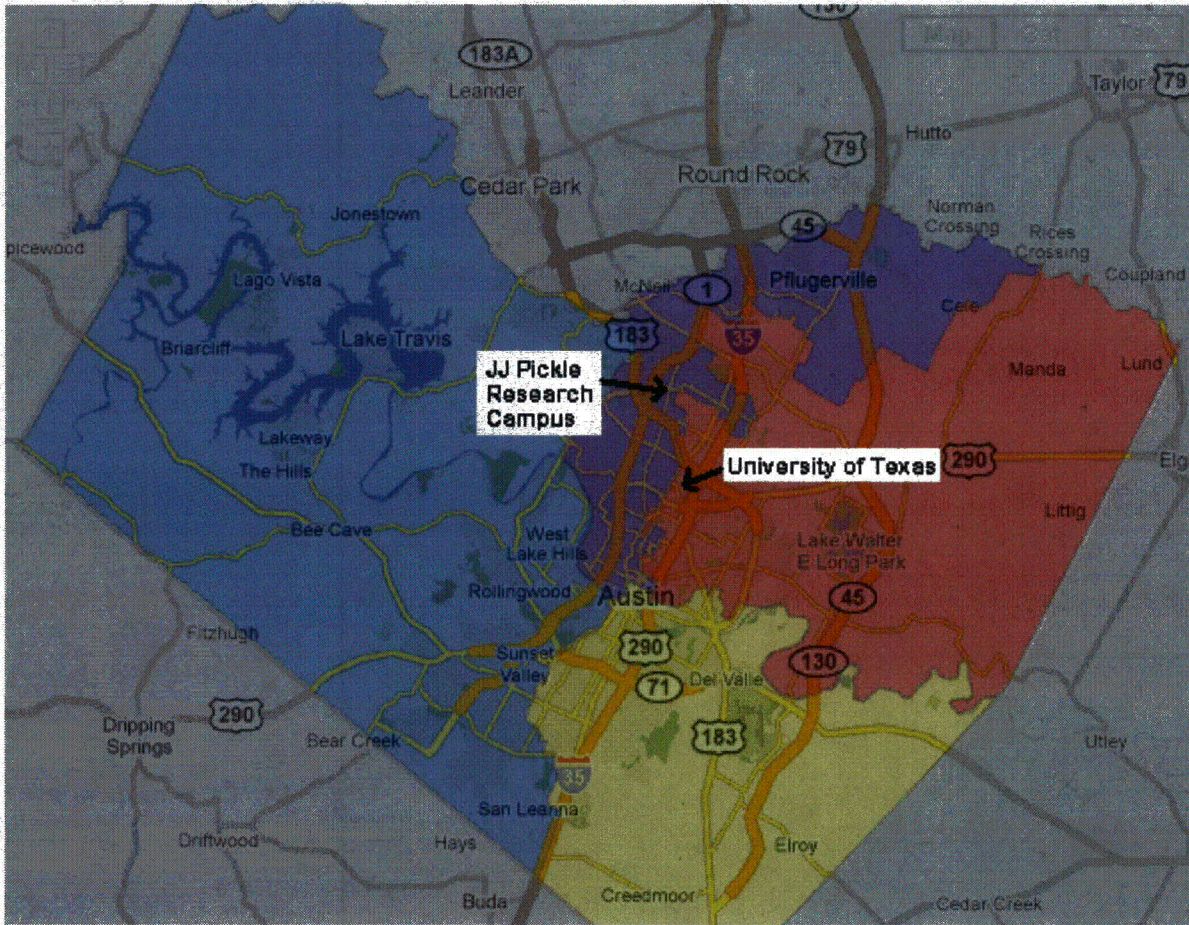 130
183A
Leander
Taylor
79
Hutto
79
Cedar Park
Round Rock
Jonestown
Norman
Crossing
45
Rices
Crossing
picewood
Coupland
Lago Vista
McNeil
1
Pflugerville
Cele
183
35
Briarcliff
Lake Travis
Manda
Lund
JJ Pickle
Research
Campus
Lakeway
The Hills
University of Texas
290
Elg
Littig
Bee Cave
West
Lake Hills
Lake Walter
E Long Park
Rollingwood
Austin
45
Fitzhugh
Sunset
Valley
290
130
71
Del Valle
290
Dripping
Springs
Bear Creek
183
Utley
35
San Leanna
Driftwood
Hays
Elroy
Buda
Creedmoor
Cedar Creek